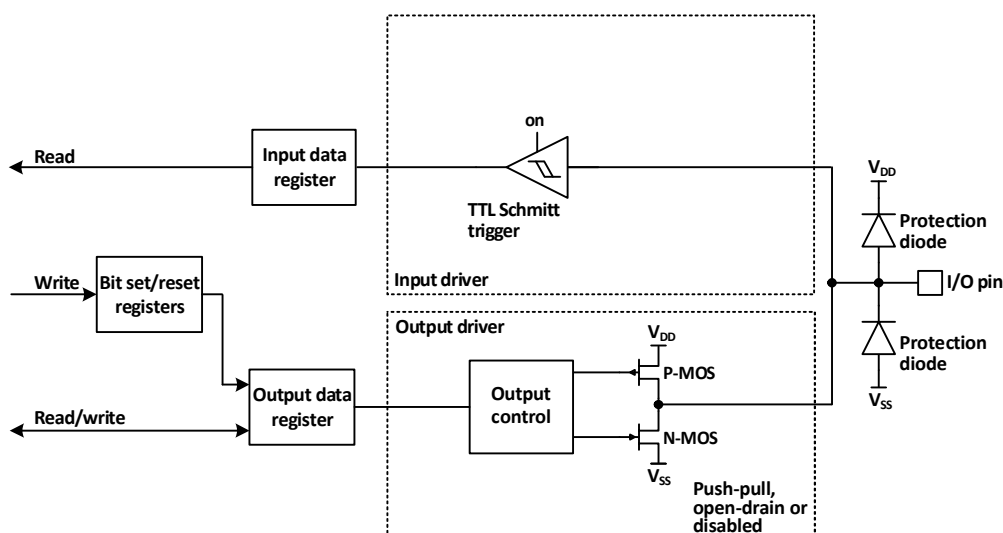 on
Read
Input data
register
TTL Schmitt
trigger
V_DD
Protection
diode
Write
Bit set/reset
registers
Input driver
I/O pin
Output driver
V_DD
Protection
diode
P-MOS
Output data
register
Output
control
V_SS
Read/write
N-MOS
V_SS
Push-pull,
open-drain or
disabled